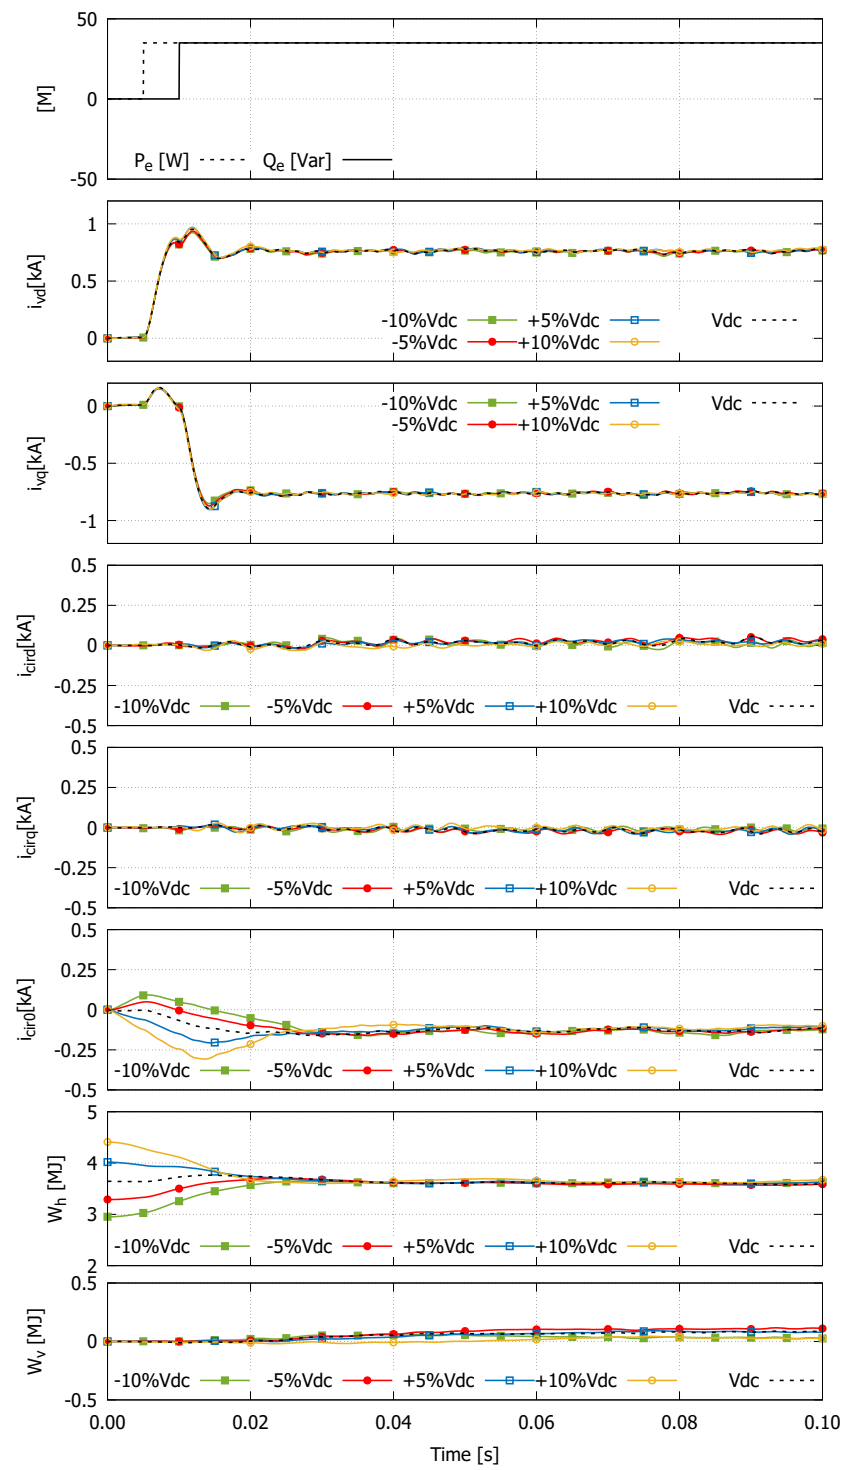 50
0
-50
[M]
Pe [W] Qe [Var]
1
0.5
0
ivd[kA]
-10%Vdc +5%Vdc Vdc
-5%Vdc +10%Vdc
0
-0.5
-1
ivq[kA]
-10%Vdc +5%Vdc Vdc
-5%Vdc +10%Vdc
0.5
0.25
0
-0.25
-0.5
icird[kA]
-10%Vdc -5%Vdc +5%Vdc +10%Vdc Vdc
0.5
0.25
0
-0.25
-0.5
icirq[kA]
-10%Vdc -5%Vdc +5%Vdc +10%Vdc Vdc
0.5
0.25
0
-0.25
-0.5
icir0[kA]
-10%Vdc -5%Vdc +5%Vdc +10%Vdc Vdc
5
4
3
2
Wh [MJ]
-10%Vdc -5%Vdc +5%Vdc +10%Vdc Vdc
0.5
0
-0.5
Wv [MJ]
-10%Vdc -5%Vdc +5%Vdc +10%Vdc Vdc
0.00 0.02 0.04 0.06 0.08 0.10
Time [s]